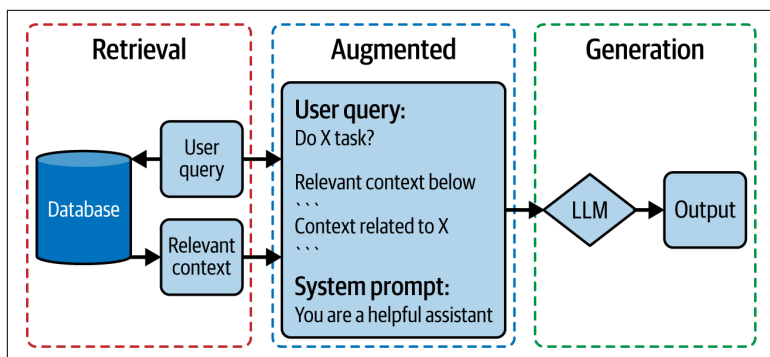 Retrieval
Augmented
Generation
User
query
Database
Relevant
context
User query:
Do X task?
Relevant context below
```
Context related to X
```
System prompt:
You are a helpful assistant
LLM
Output